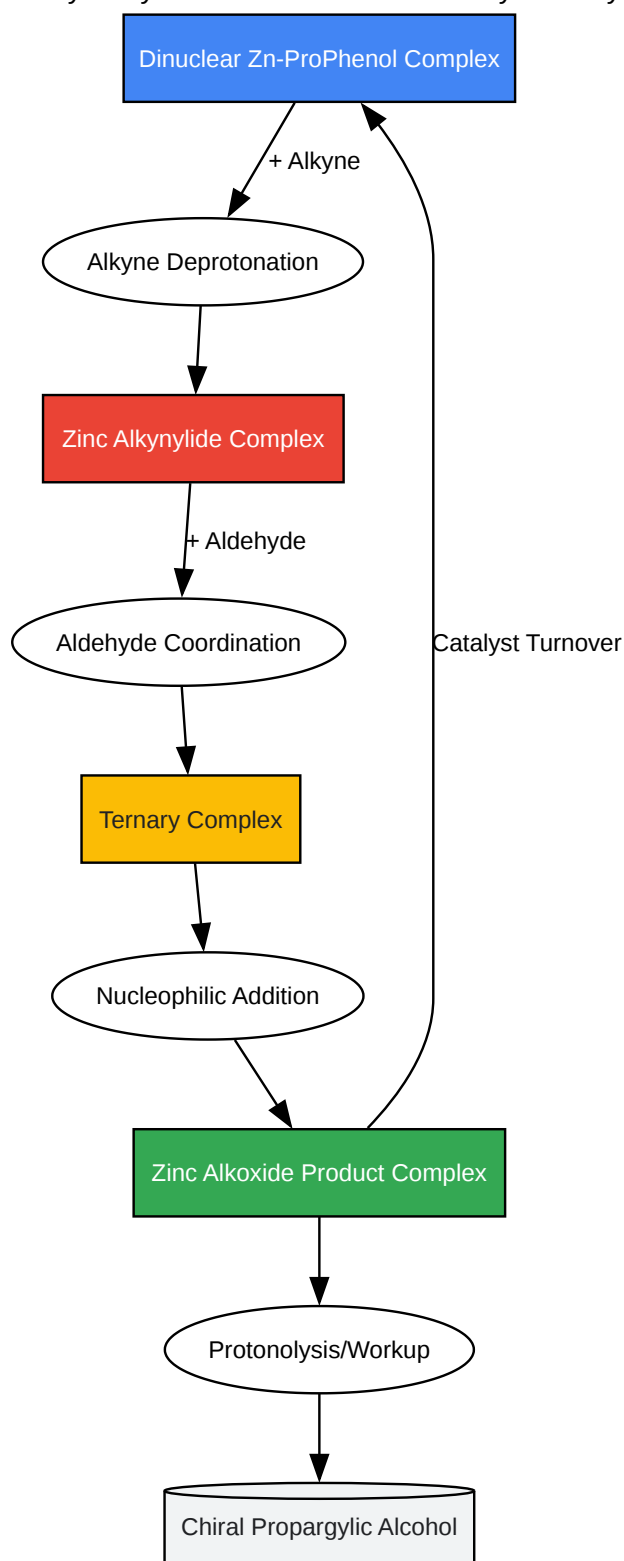 Dinuclear Zn-ProPhenol Complex
+ Alkyne
Alkyne Deprotonation
Zinc Alkynylide Complex
+ Aldehyde
Aldehyde Coordination
Catalyst Turnover
Ternary Complex
Nucleophilic Addition
Zinc Alkoxide Product Complex
Protonolysis/Workup
Chiral Propargylic Alcohol